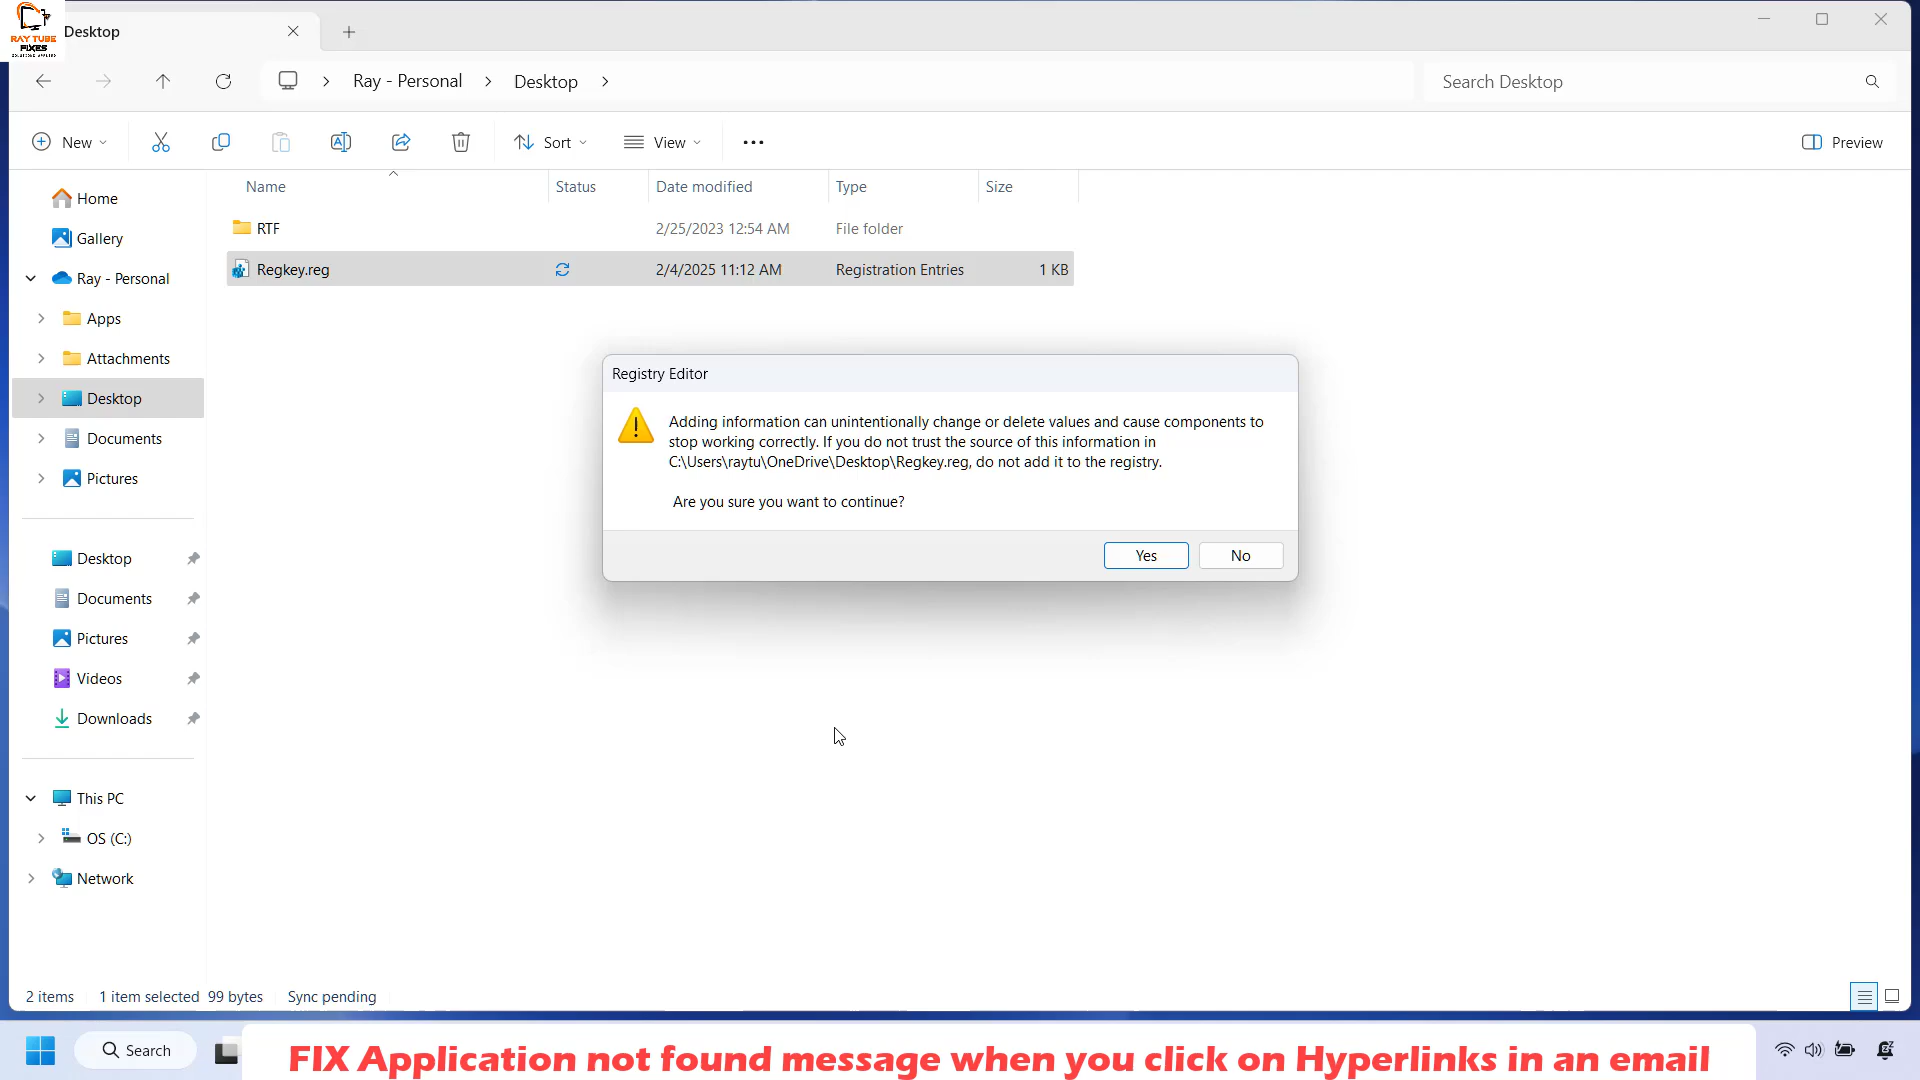 RAY TUBE
FIXES
Desktop
Ray - Personal
Desktop
Search Desktop
New
Sort
View
Preview
Name
Status
Date modified
Type
Size
RTF
2/25/2023 12:54 AM
File folder
Regkey.reg
2/4/2025 11:12 AM
Registration Entries
1 KB
Home
Gallery
Ray - Personal
Apps
Attachments
Desktop
Documents
Pictures
Desktop
Documents
Pictures
Videos
Downloads
This PC
OS (C:)
Network
Registry Editor
Adding information can unintentionally change or delete values and cause components to
stop working correctly. If you do not trust the source of this information in
C:\Users\raytu\OneDrive\Desktop\Regkey.reg, do not add it to the registry.
Are you sure you want to continue?
Yes
No
2 items
1 item selected 99 bytes
Sync pending
Search
FIX Application not found message when you click on Hyperlinks in an email